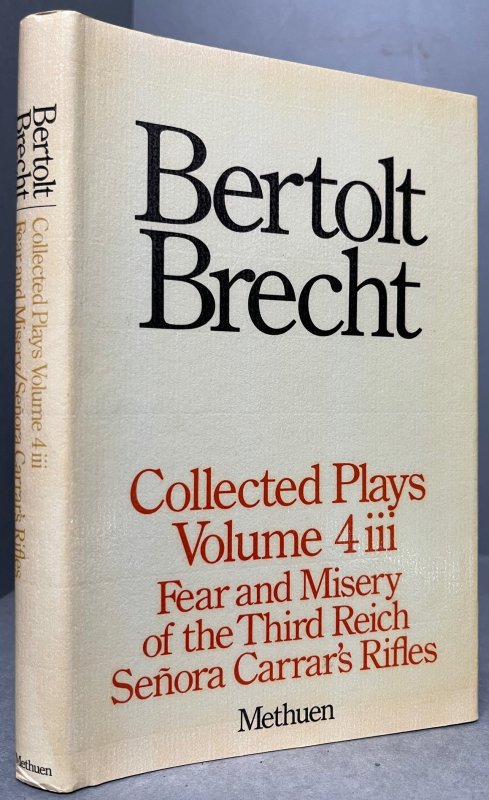 Bertolt
Brecht
Collected Plays
Volume 4 iii
Fear and Misery
of the Third Reich
Señora Carrar's Rifles
Methuen
Bertolt
Brecht
Collected Plays Volume 4 iii
Fear and Misery/Señora Carrar's Rifles
Methuen